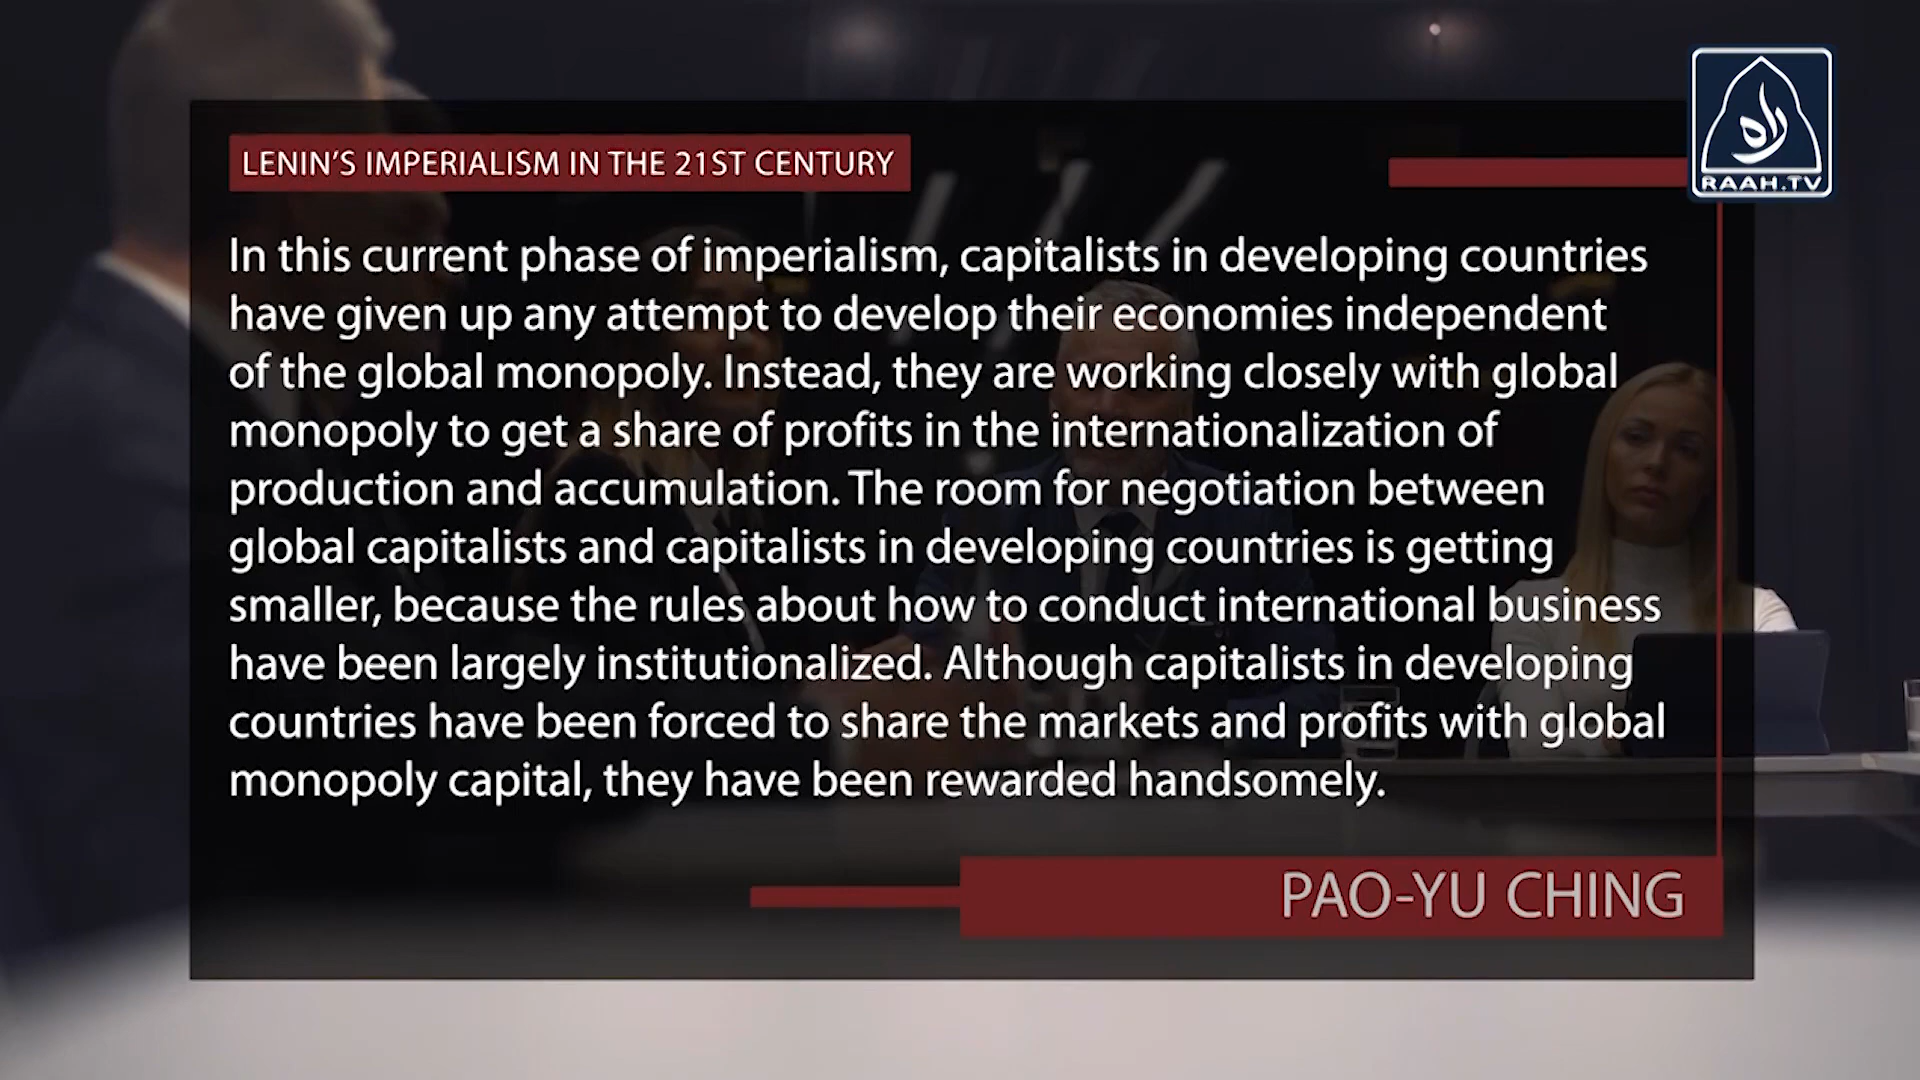 RAAH.TV
LENIN'S IMPERIALISM IN THE 21ST CENTURY
In this current phase of imperialism, capitalists in developing countries
have given up any attempt to develop their economies independent
of the global monopoly. Instead, they are working closely with global
monopoly to get a share of profits in the internationalization of
production and accumulation. The room for negotiation between
global capitalists and capitalists in developing countries is getting
smaller, because the rules about how to conduct international business
have been largely institutionalized. Although capitalists in developing
countries have been forced to share the markets and profits with global
monopoly capital, they have been rewarded handsomely.
PAO-YU CHING